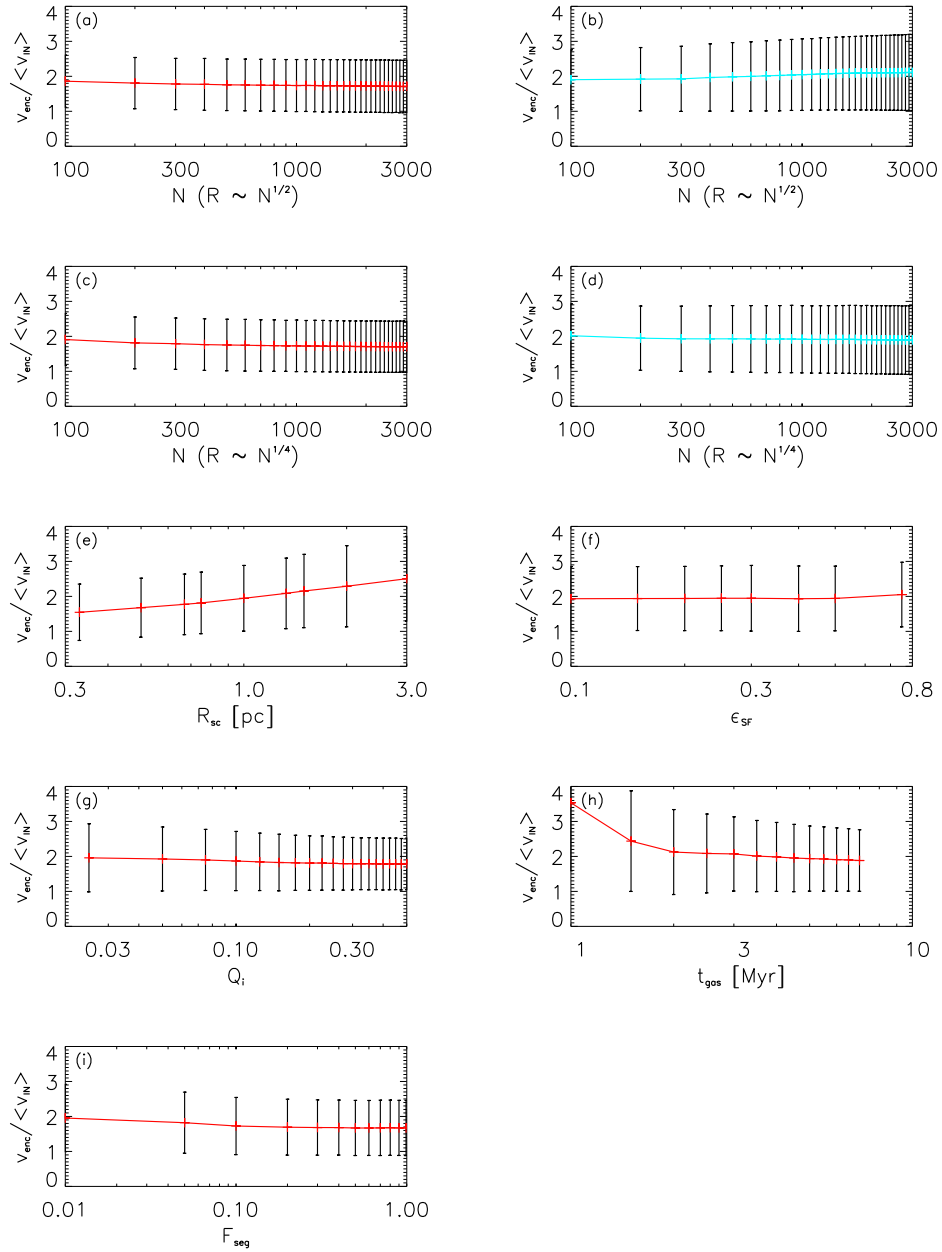 (a)
4
3
2
1
0
v_enc/<v_IN>
100 300 1000 3000
N (R ~ N^1/2)
(b)
4
3
2
1
0
v_enc/<v_IN>
100 300 1000 3000
N (R ~ N^1/2)
(c)
4
3
2
1
0
v_enc/<v_IN>
100 300 1000 3000
N (R ~ N^1/4)
(d)
4
3
2
1
0
v_enc/<v_IN>
100 300 1000 3000
N (R ~ N^1/4)
(e)
4
3
2
1
0
v_enc/<v_IN>
0.3 1.0 3.0
R_sc [pc]
(f)
4
3
2
1
0
v_enc/<v_IN>
0.1 0.3 0.8
ϵ_SF
(g)
4
3
2
1
0
v_enc/<v_IN>
0.03 0.10 0.30
Q_i
(h)
4
3
2
1
0
v_enc/<v_IN>
1 3 10
t_gas [Myr]
(i)
4
3
2
1
0
v_enc/<v_IN>
0.01 0.10 1.00
F_seg